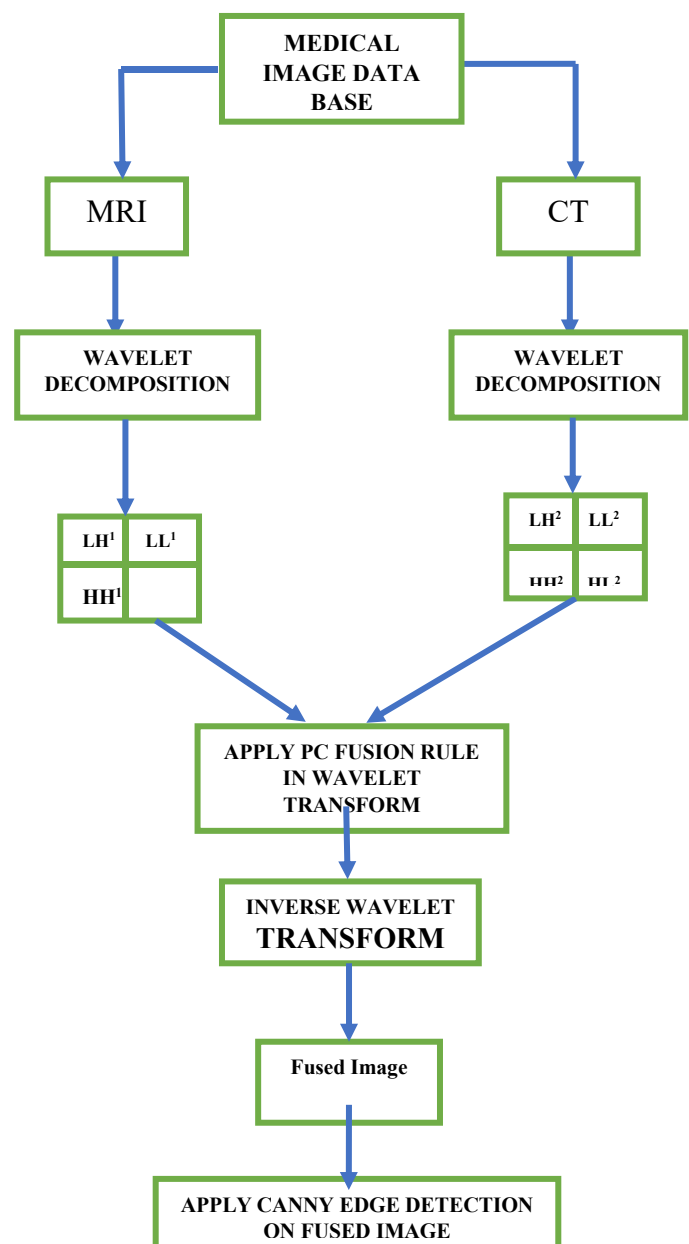 MEDICAL
IMAGE DATA
BASE
MRI
CT
WAVELET
DECOMPOSITION
WAVELET
DECOMPOSITION
LH¹ LL¹
HH¹
LH² LL²
HH² HL²
APPLY PC FUSION RULE
IN WAVELET
TRANSFORM
INVERSE WAVELET
TRANSFORM
Fused Image
APPLY CANNY EDGE DETECTION
ON FUSED IMAGE